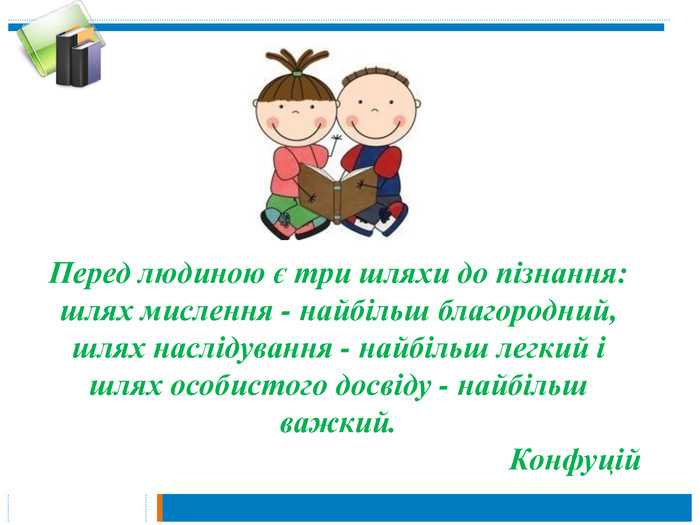 Перед людиною є три шляхи до пізнання:
шлях мислення - найбільш благородний,
шлях наслідування - найбільш легкий і
шлях особистого досвіду - найбільш
важкий.
Конфуцій